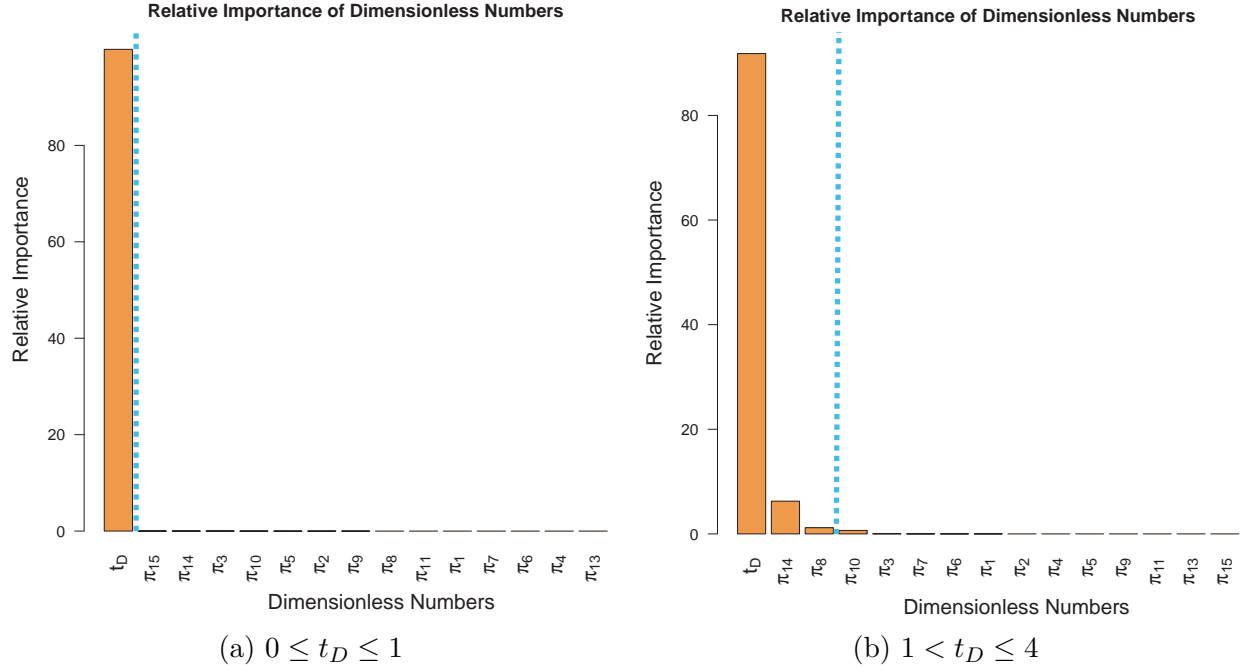 Relative Importance of Dimensionless Numbers
Relative Importance
80
60
40
20
0
t_D π_15 π_14 π_3 π_10 π_5 π_2 π_9 π_8 π_11 π_1 π_7 π_6 π_4 π_13
Dimensionless Numbers
(a) 0 ≤ t_D ≤ 1
Relative Importance of Dimensionless Numbers
Relative Importance
80
60
40
20
0
t_D π_14 π_8 π_10 π_3 π_7 π_6 π_1 π_2 π_4 π_5 π_9 π_11 π_13 π_15
Dimensionless Numbers
(b) 1 < t_D ≤ 4